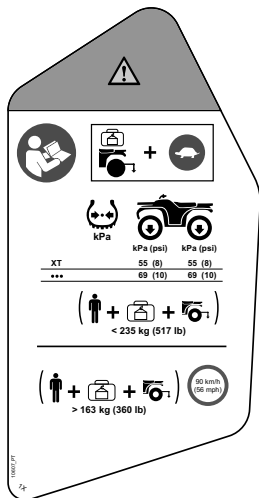 kPa
kPa (psi) kPa (psi)
XT 55 (8) 55 (8)
••• 69 (10) 69 (10)
< 235 kg (517 lb)
> 163 kg (360 lb)
90 km/h
(56 mph)
10607_PT
1X